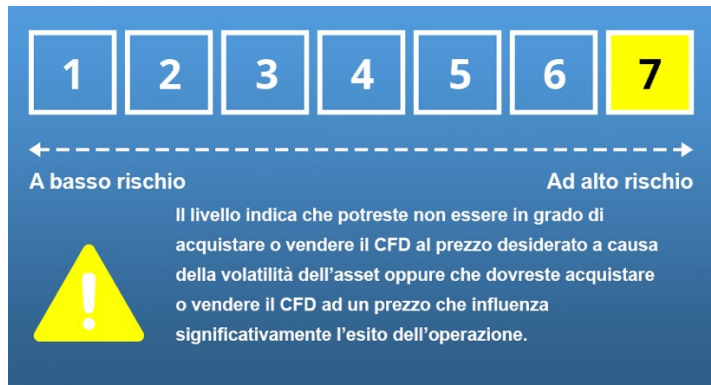 1 2 3 4 5 6 7
A basso rischio Ad alto rischio
Il livello indica che potreste non essere in grado di
acquistare o vendere il CFD al prezzo desiderato a causa
della volatilità dell'asset oppure che dovreste acquistare
o vendere il CFD ad un prezzo che influenza
significativamente l'esito dell'operazione.